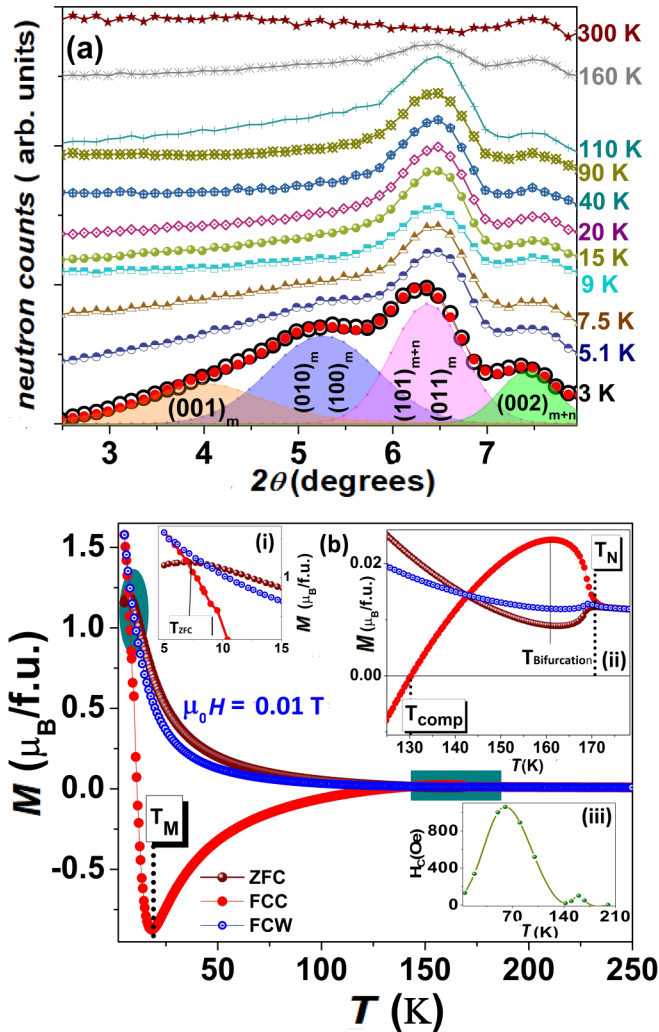 (a)
300 K
160 K
110 K
90 K
40 K
20 K
15 K
9 K
7.5 K
5.1 K
3 K
neutron counts ( arb. units)
(001)m
(010)m
(100)m
(101)m+n
(011)m
(002)m+n
3 4 5 6 7
2θ (degrees)
(b)
M (μB/f.u.)
1.5
1.0
0.5
0.0
-0.5
μ0H = 0.01 T
TM
ZFC
FCC
FCW
50 75 100 125 150 175 200 225 250
T (K)
(i)
TZFC
5 10 15
1
M (μB/f.u.)
(ii)
0.02
0.00
M (μB/f.u.)
TN
TBifurcation
Tcomp
130 140 150 160 170
T(K)
(iii)
800
400
0
HC(Oe)
70 140 210
T (K)